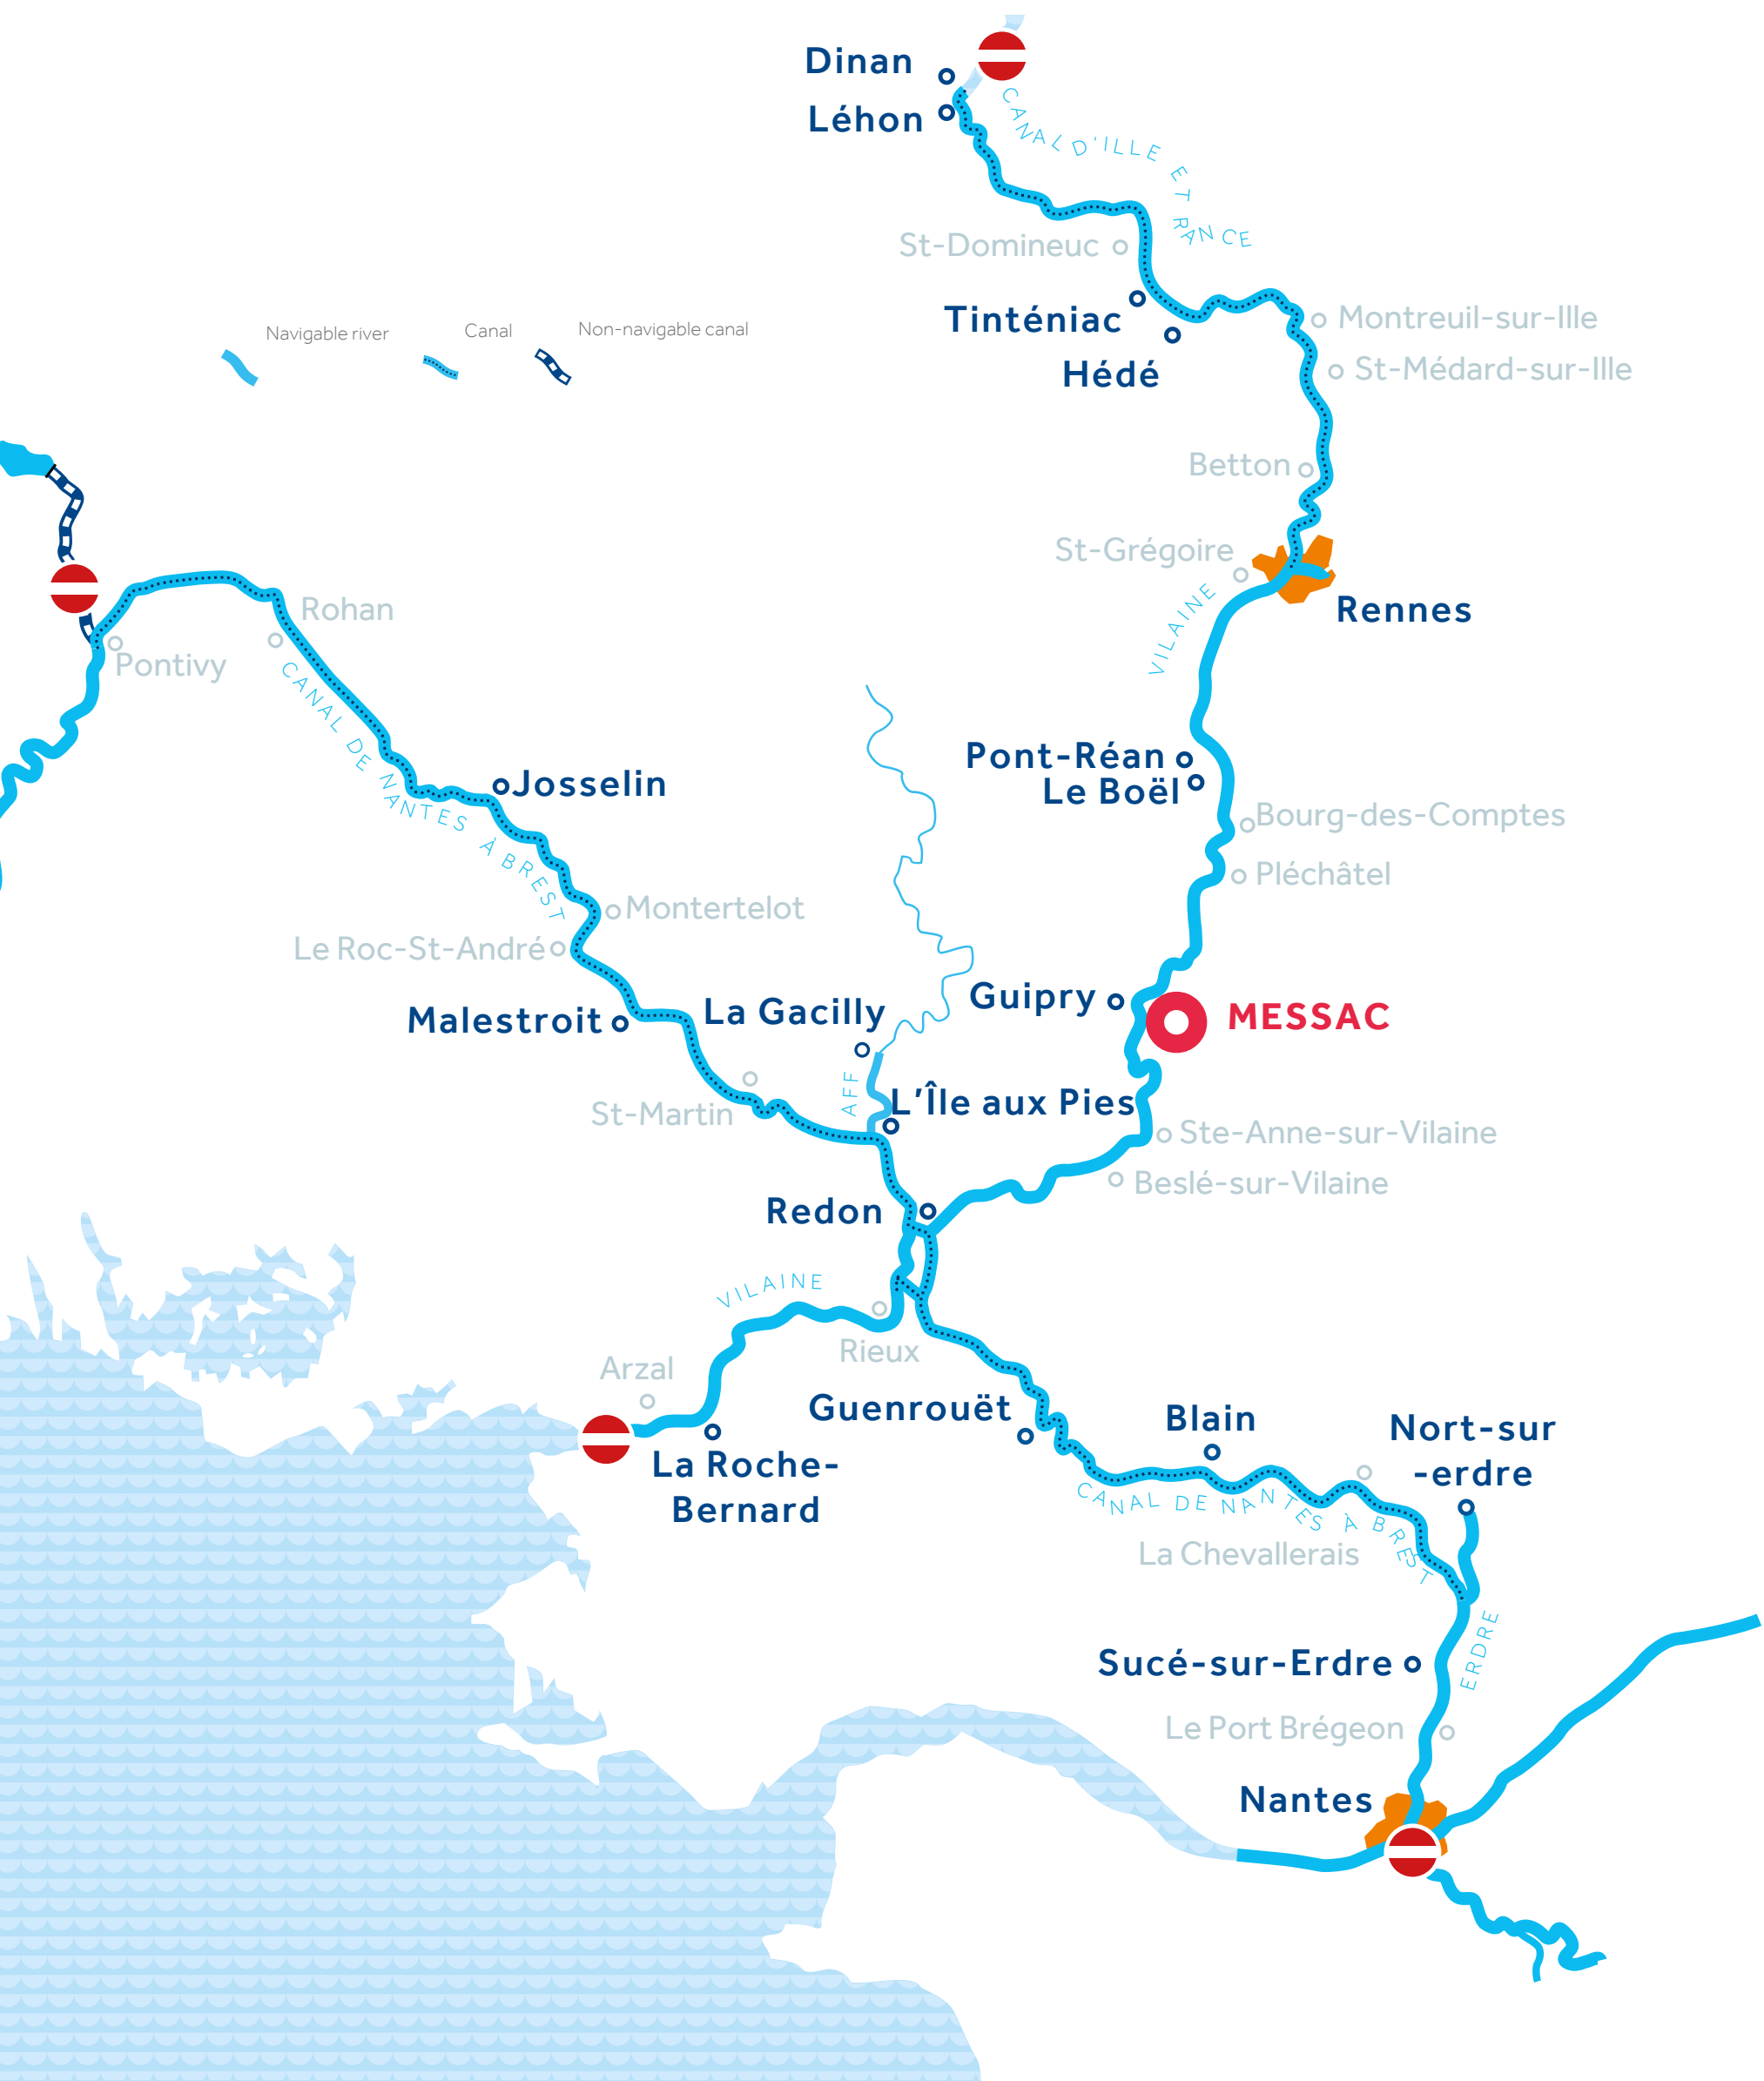 Dinan
Léhon
CANAL D'ILLE ET RANCE
St-Domineuc
Tinténiac
Hédé
Montreuil-sur-Ille
St-Médard-sur-Ille
Navigable river
Canal
Non-navigable canal
Betton
St-Grégoire
Rennes
VILAINE
Rohan
Pontivy
CANAL DE NANTES À BREST
Josselin
Pont-Réan
Le Boël
Bourg-des-Comptes
Pléchâtel
Montertelot
Le Roc-St-André
Malestroit
La Gacilly
Guipry
MESSAC
AFF
L'Île aux Pies
St-Martin
Ste-Anne-sur-Vilaine
Beslé-sur-Vilaine
Redon
VILAINE
Rieux
Arzal
La Roche-
Bernard
Guenrouët
Blain
Nort-sur
-erdre
CANAL DE NANTES À BREST
La Chevallerais
ERDRE
Sucé-sur-Erdre
Le Port Brégeon
Nantes